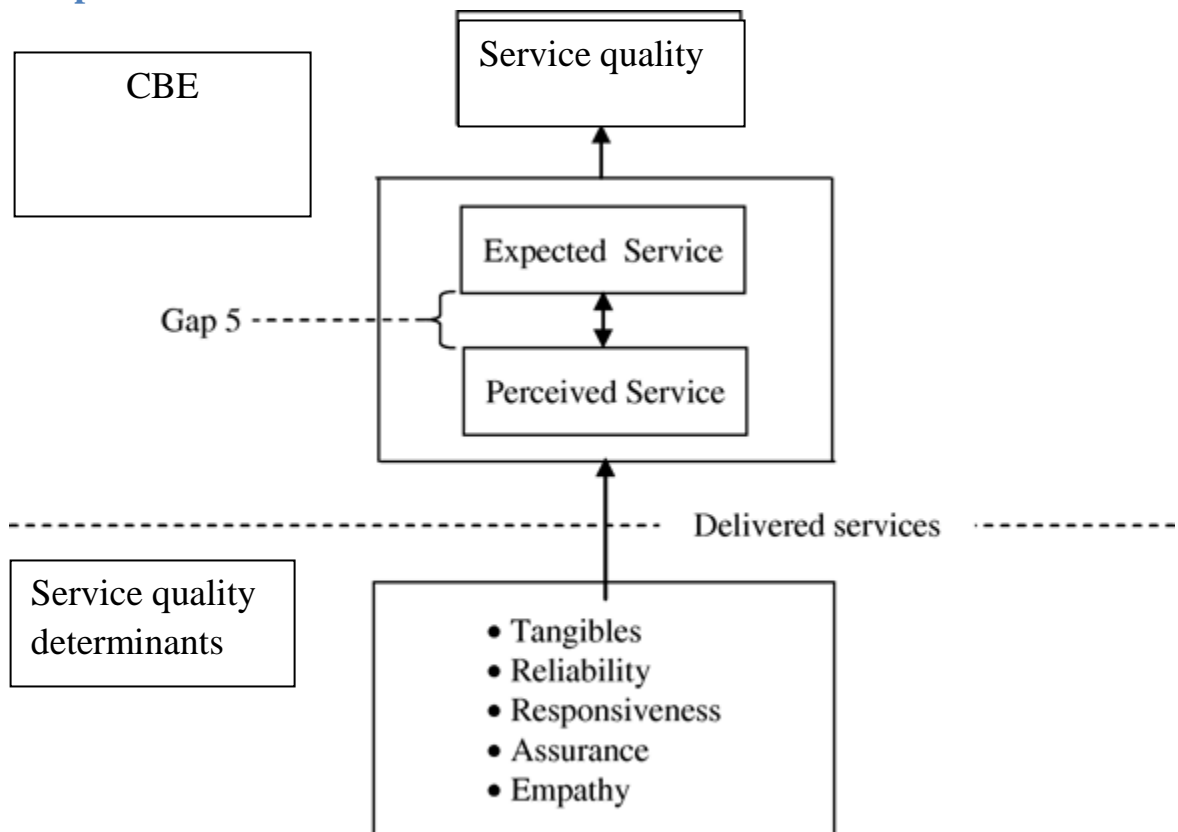 Service quality
CBE
Expected Service
Gap 5
Perceived Service
Delivered services
Service quality
determinants
• Tangibles
• Reliability
• Responsiveness
• Assurance
• Empathy